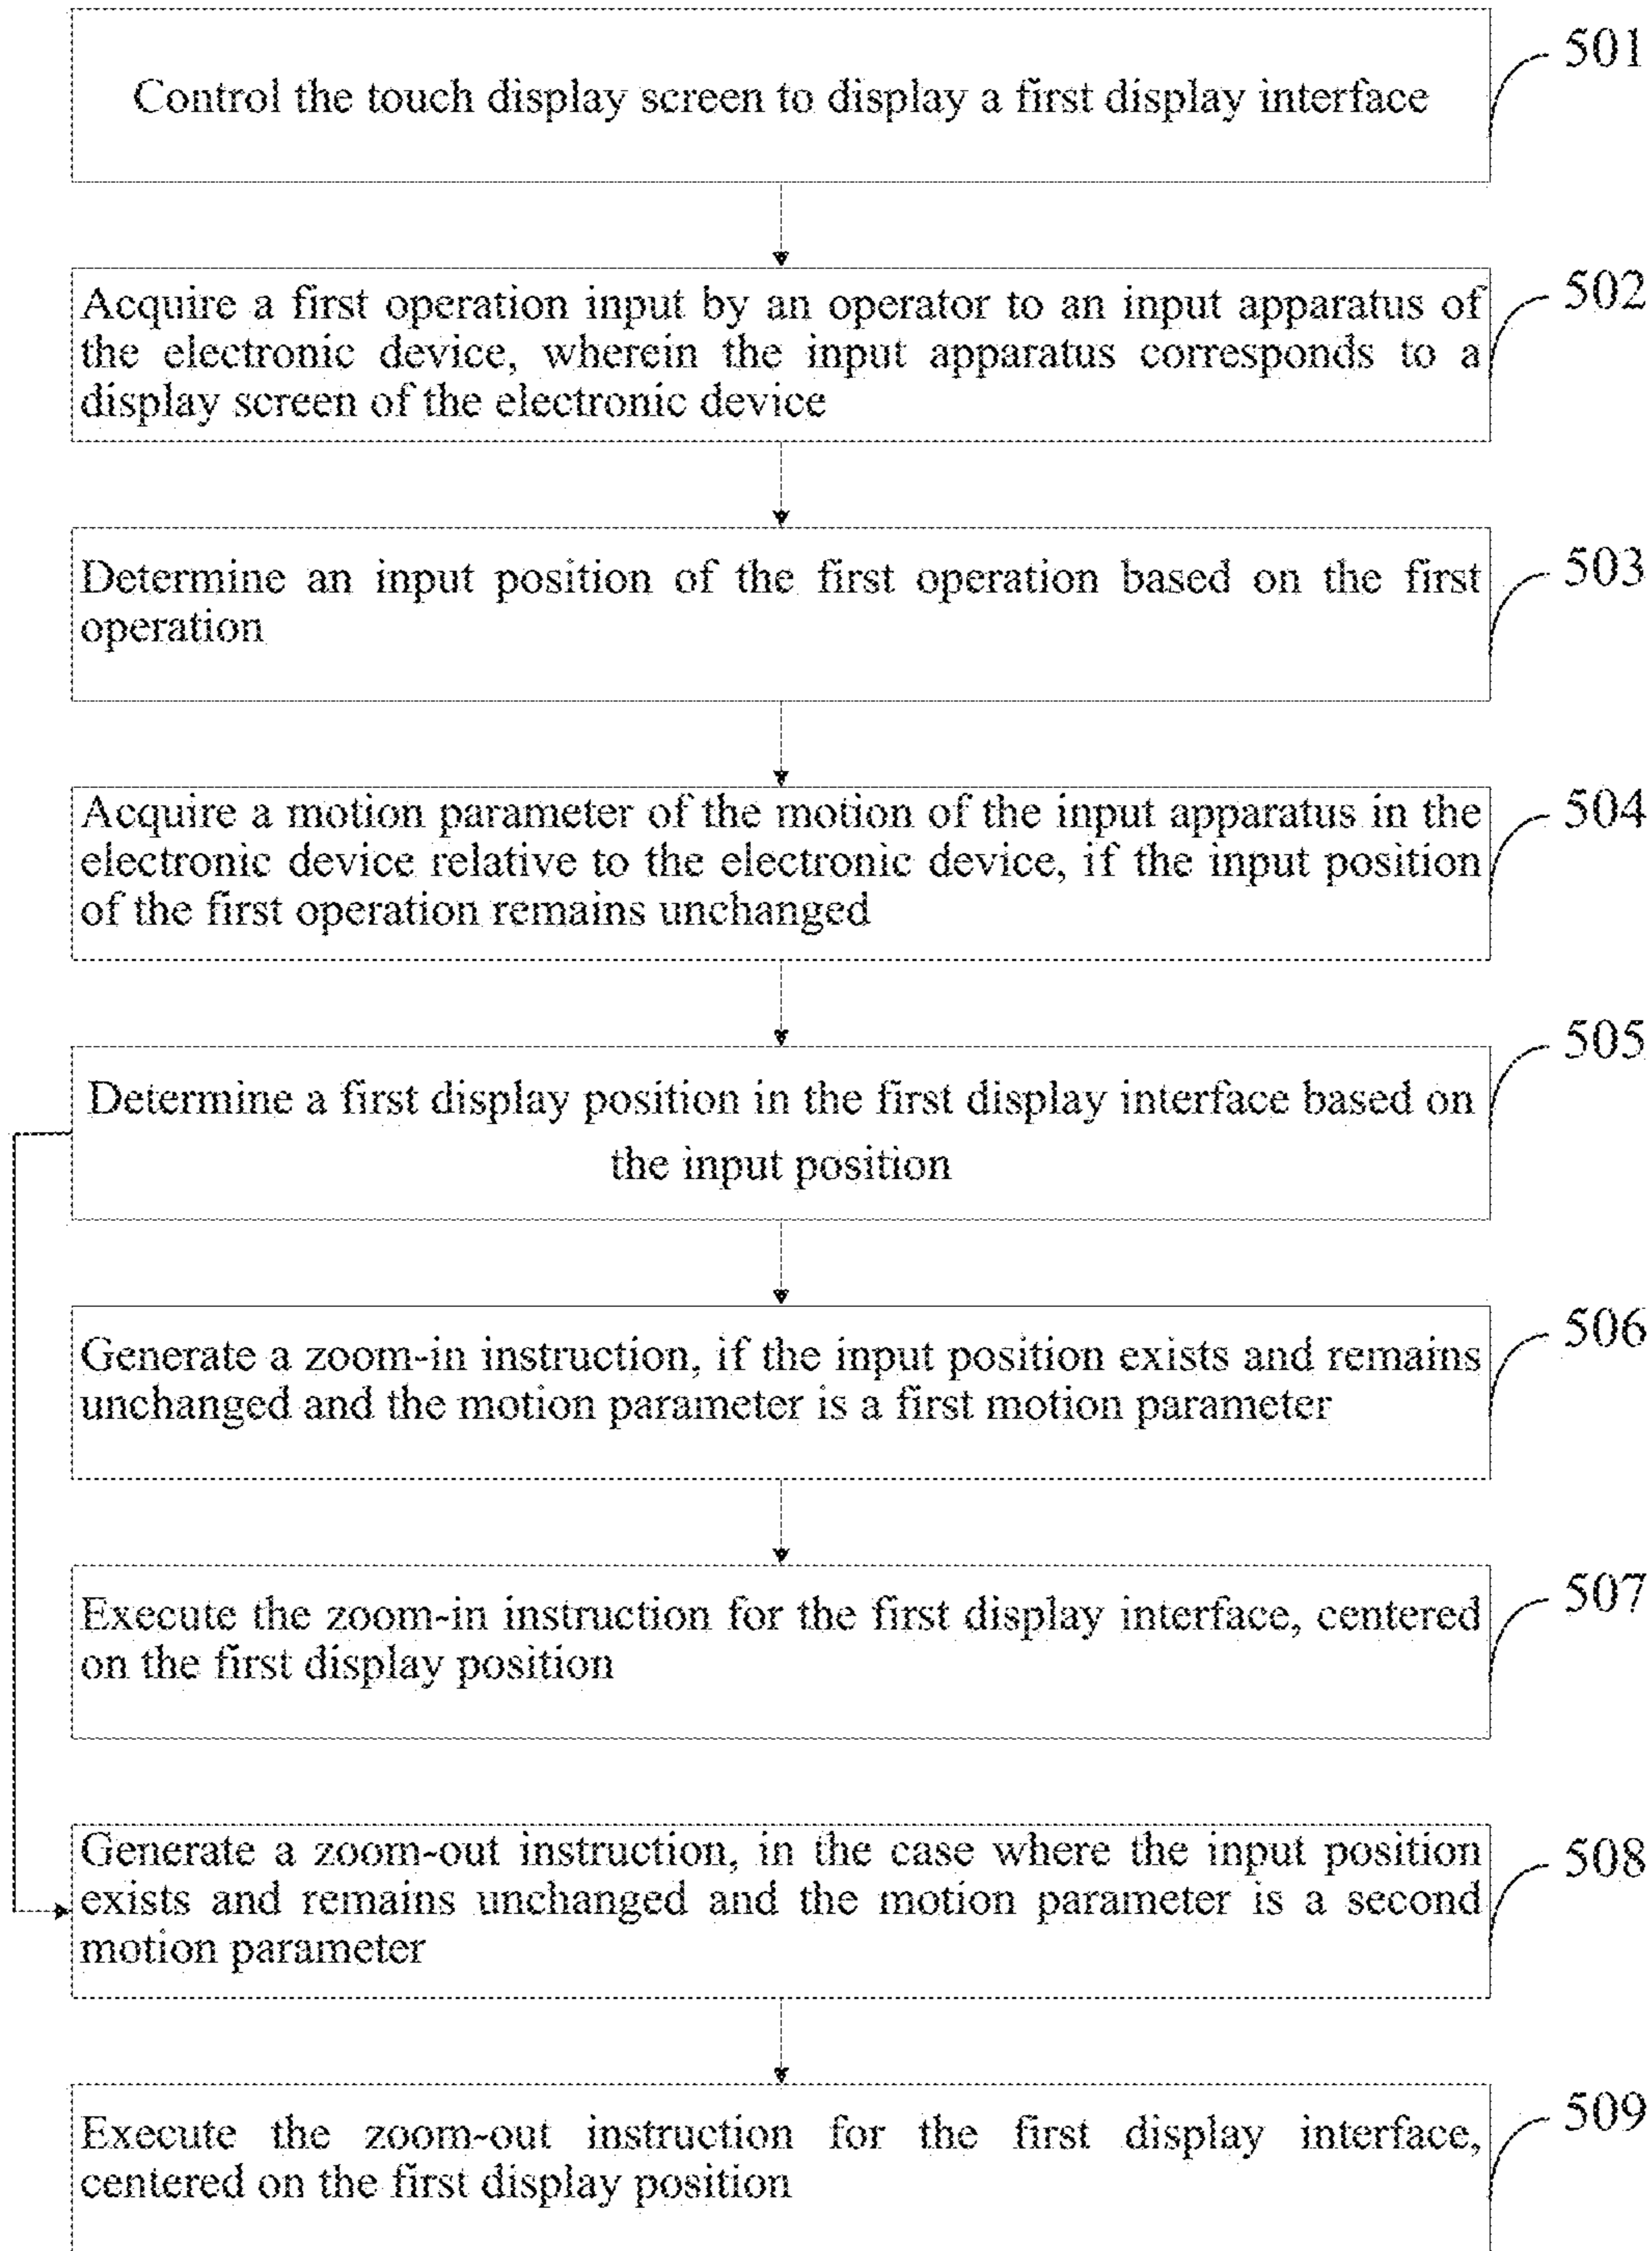 Control the touch display screen to display a first display interface
501
Acquire a first operation input by an operator to an input apparatus of
the electronic device, wherein the input apparatus corresponds to a
display screen of the electronic device
502
Determine an input position of the first operation based on the first
operation
503
Acquire a motion parameter of the motion of the input apparatus in the
electronic device relative to the electronic device, if the input position
of the first operation remains unchanged
504
Determine a first display position in the first display interface based on
the input position
505
Generate a zoom-in instruction, if the input position exists and remains
unchanged and the motion parameter is a first motion parameter
506
Execute the zoom-in instruction for the first display interface, centered
on the first display position
507
Generate a zoom-out instruction, in the case where the input position
exists and remains unchanged and the motion parameter is a second
motion parameter
508
Execute the zoom-out instruction for the first display interface,
centered on the first display position
509